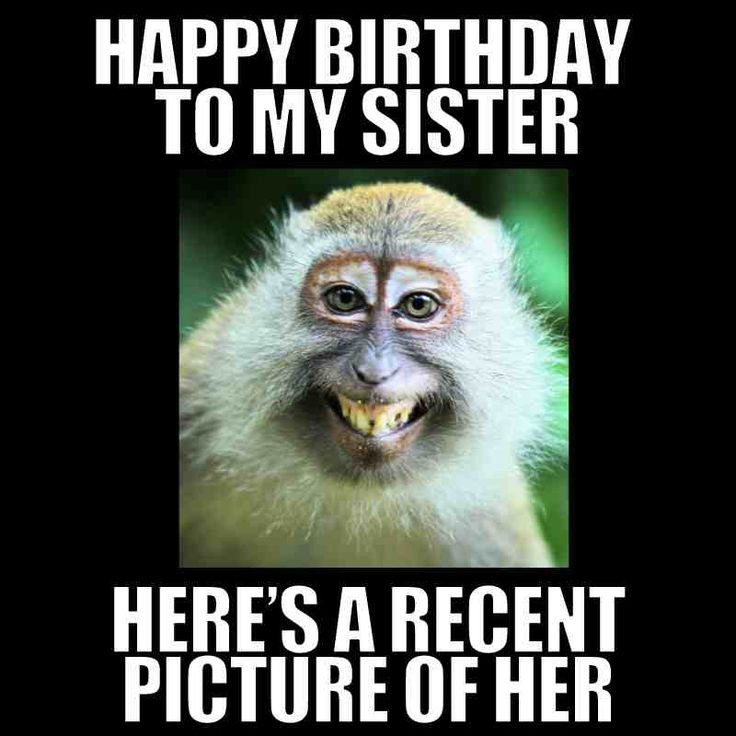 HAPPY BIRTHDAY
TO MY SISTER
HERE'S A RECENT
PICTURE OF HER